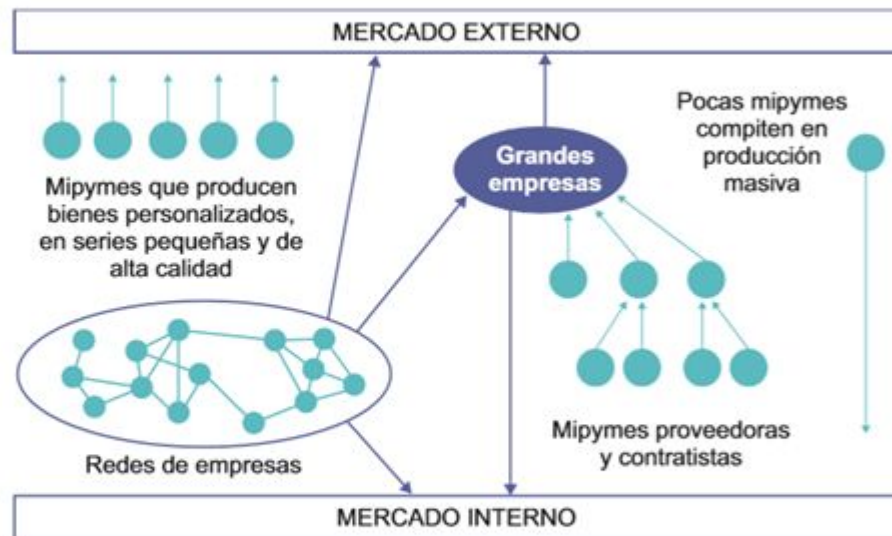 MERCADO EXTERNO
Mipymes que producen
bienes personalizados,
en series pequeñas y de
alta calidad
Grandes
empresas
Pocas mipymes
compiten en
producción
masiva
Redes de empresas
Mipymes proveedoras
y contratistas
MERCADO INTERNO